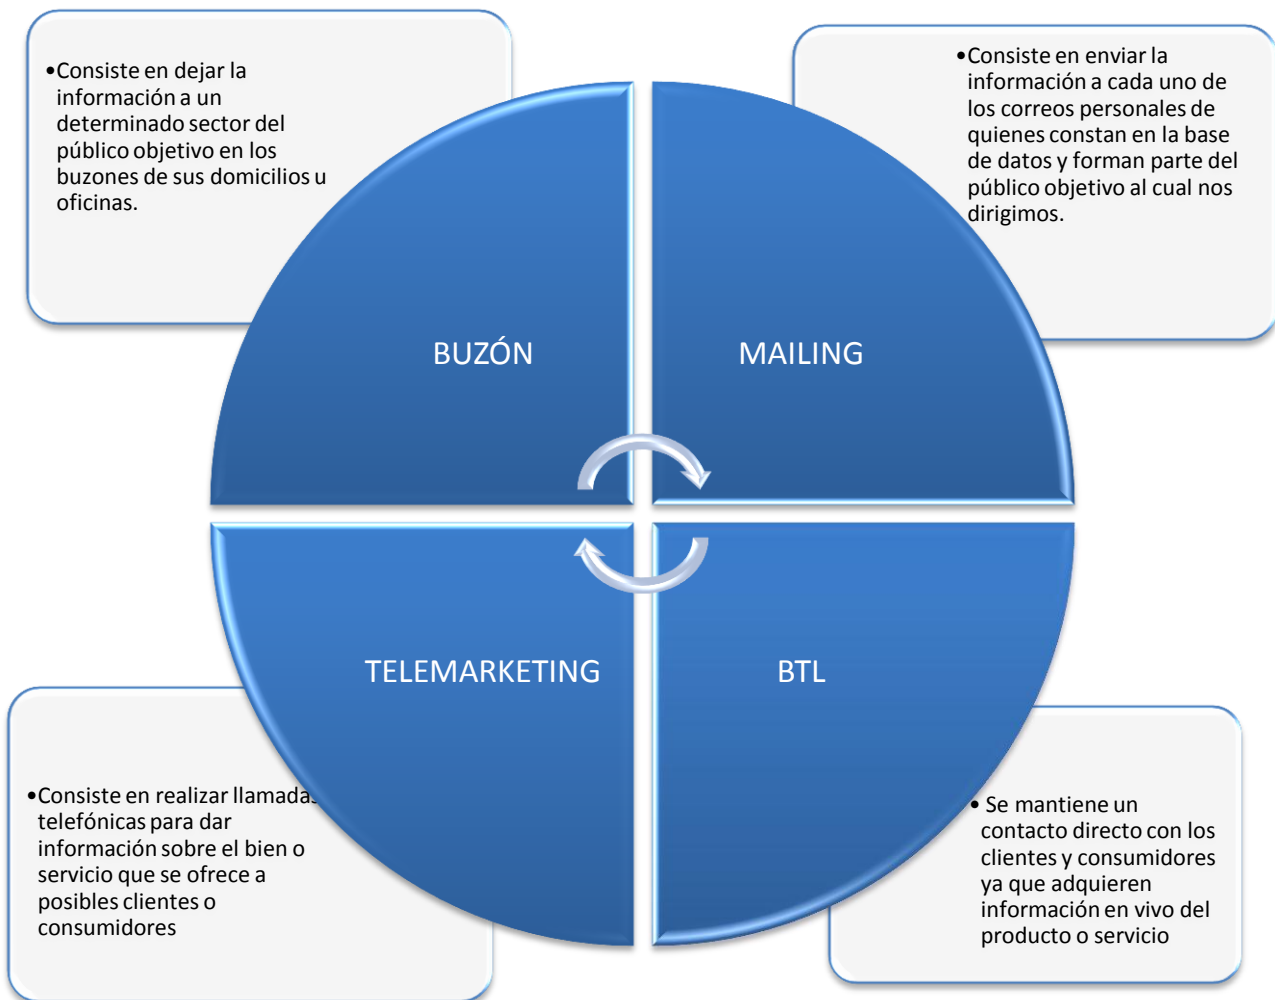 •Consiste en dejar la
información a un
determinado sector del
público objetivo en los
buzones de sus domicilios u
oficinas.
•Consiste en enviar la
información a cada uno de
los correos personales de
quienes constan en la base
de datos y forman parte del
público objetivo al cual nos
dirigimos.
BUZÓN
MAILING
TELEMARKETING
BTL
•Consiste en realizar llamadas
telefónicas para dar
información sobre el bien o
servicio que se ofrece a
posibles clientes o
consumidores
• Se mantiene un
contacto directo con los
clientes y consumidores
ya que adquieren
información en vivo del
producto o servicio